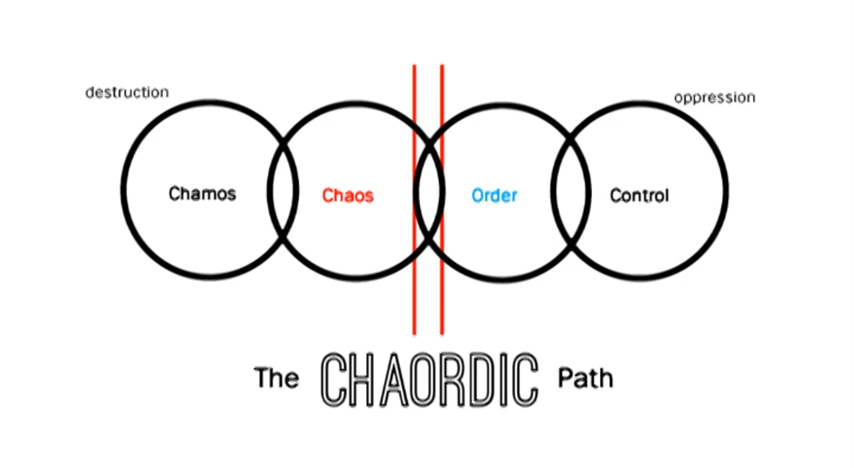 destruction
oppression
Chamos
Chaos
Order
Control
The CHAORDIC Path